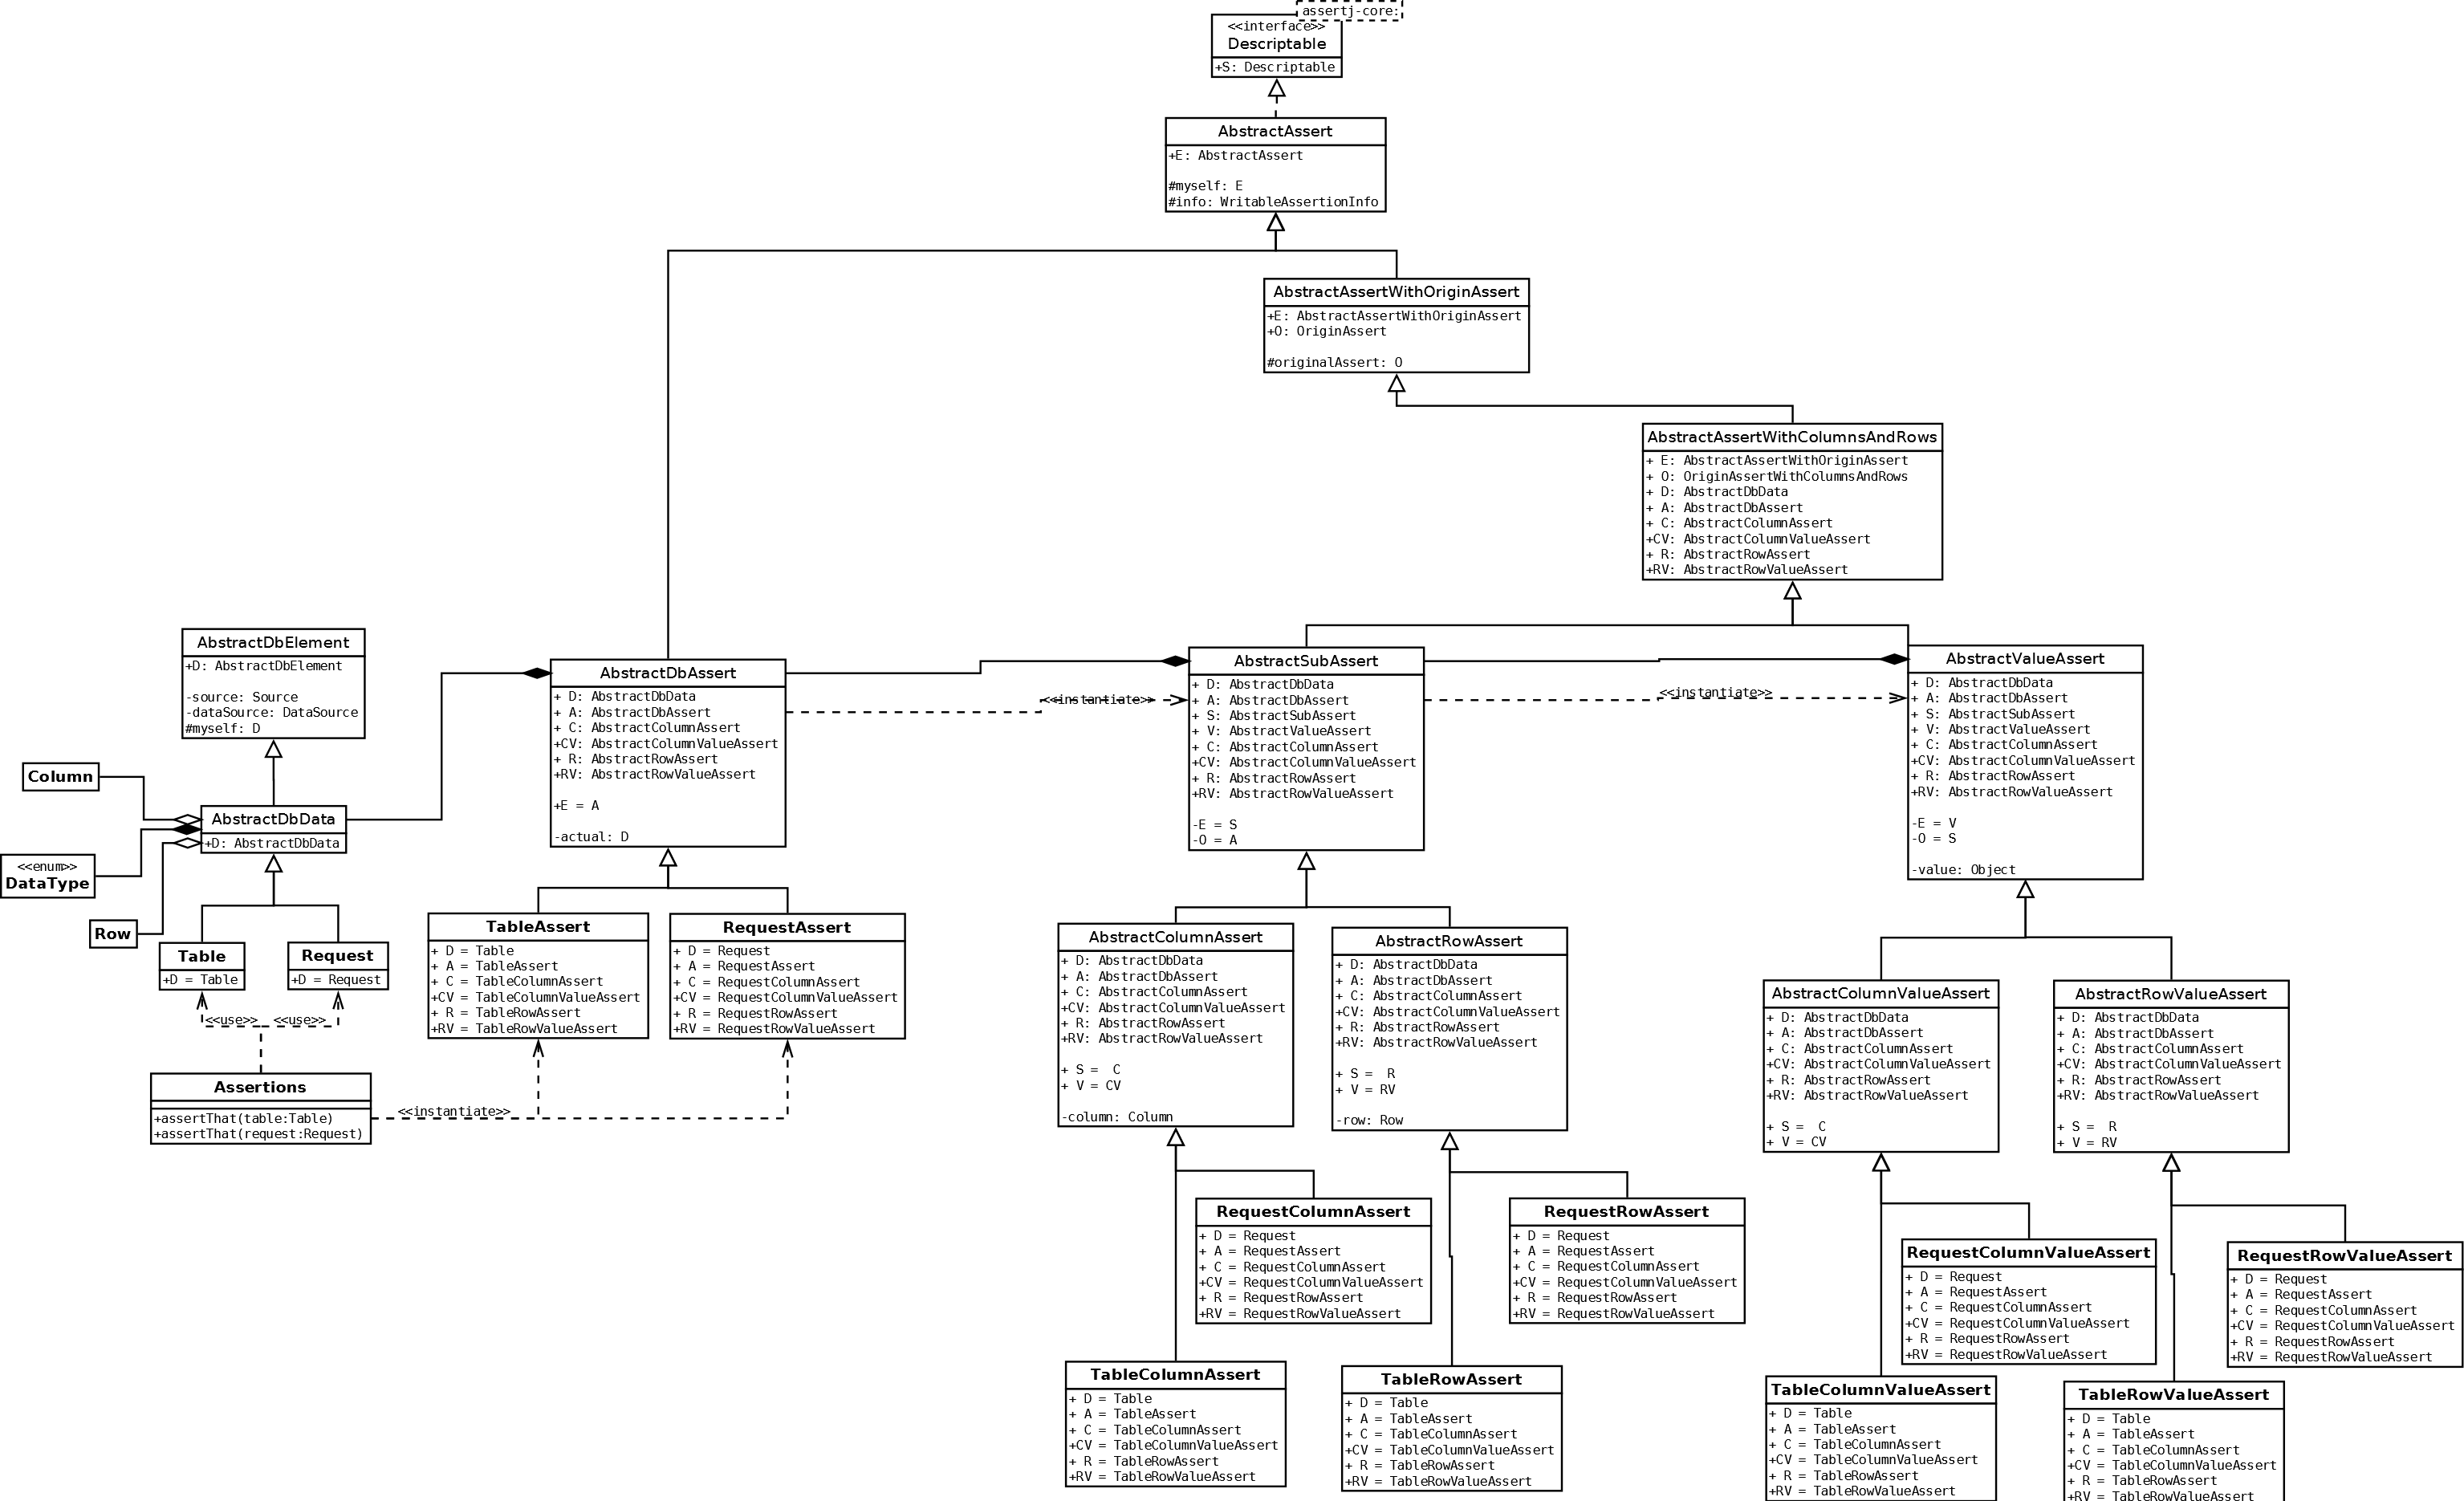 assertj-core:
<<interface>>
Descriptable
+S: Descriptable
AbstractAssert
+E: AbstractAssert
#myself: E
#info: WritableAssertionInfo
AbstractAssertWithOriginAssert
+E: AbstractAssertWithOriginAssert
+O: OriginAssert
#originalAssert: O
AbstractAssertWithColumnsAndRows
+ E: AbstractAssertWithOriginAssert
+ O: OriginAssertWithColumnsAndRows
+ D: AbstractDbData
+ A: AbstractDbAssert
+ C: AbstractColumnAssert
+CV: AbstractColumnValueAssert
+ R: AbstractRowAssert
+RV: AbstractRowValueAssert
AbstractDbElement
+D: AbstractDbElement
-source: Source
-dataSource: DataSource
#myself: D
Column
AbstractDbData
+D: AbstractDbData
<<enum>>
DataType
Row
Table
+D = Table
Request
+D = Request
<<use>>
<<use>>
Assertions
+assertThat(table:Table)
+assertThat(request:Request)
<<instantiate>>
AbstractDbAssert
+ D: AbstractDbData
+ A: AbstractDbAssert
+ C: AbstractColumnAssert
+CV: AbstractColumnValueAssert
+ R: AbstractRowAssert
+RV: AbstractRowValueAssert
+E = A
-actual: D
<<instantiate>>
TableAssert
+ D = Table
+ A = TableAssert
+ C = TableColumnAssert
+CV = TableColumnValueAssert
+ R = TableRowAssert
+RV = TableRowValueAssert
RequestAssert
+ D = Request
+ A = RequestAssert
+ C = RequestColumnAssert
+CV = RequestColumnValueAssert
+ R = RequestRowAssert
+RV = RequestRowValueAssert
AbstractSubAssert
+ D: AbstractDbData
+ A: AbstractDbAssert
+ S: AbstractSubAssert
+ V: AbstractValueAssert
+ C: AbstractColumnAssert
+CV: AbstractColumnValueAssert
+ R: AbstractRowAssert
+RV: AbstractRowValueAssert
-E = S
-O = A
<<instantiate>>
AbstractValueAssert
+ D: AbstractDbData
+ A: AbstractDbAssert
+ S: AbstractSubAssert
+ V: AbstractValueAssert
+ C: AbstractColumnAssert
+CV: AbstractColumnValueAssert
+ R: AbstractRowAssert
+RV: AbstractRowValueAssert
-E = V
-O = S
-value: Object
AbstractColumnAssert
+ D: AbstractDbData
+ A: AbstractDbAssert
+ C: AbstractColumnAssert
+CV: AbstractColumnValueAssert
+ R: AbstractRowAssert
+RV: AbstractRowValueAssert
+ S =  C
+ V = CV
-column: Column
AbstractRowAssert
+ D: AbstractDbData
+ A: AbstractDbAssert
+ C: AbstractColumnAssert
+CV: AbstractColumnValueAssert
+ R: AbstractRowAssert
+RV: AbstractRowValueAssert
+ S =  R
+ V = RV
-row: Row
AbstractColumnValueAssert
+ D: AbstractDbData
+ A: AbstractDbAssert
+ C: AbstractColumnAssert
+CV: AbstractColumnValueAssert
+ R: AbstractRowAssert
+RV: AbstractRowValueAssert
+ S =  C
+ V = CV
AbstractRowValueAssert
+ D: AbstractDbData
+ A: AbstractDbAssert
+ C: AbstractColumnAssert
+CV: AbstractColumnValueAssert
+ R: AbstractRowAssert
+RV: AbstractRowValueAssert
+ S =  R
+ V = RV
RequestColumnAssert
+ D = Request
+ A = RequestAssert
+ C = RequestColumnAssert
+CV = RequestColumnValueAssert
+ R = RequestRowAssert
+RV = RequestRowValueAssert
RequestRowAssert
+ D = Request
+ A = RequestAssert
+ C = RequestColumnAssert
+CV = RequestColumnValueAssert
+ R = RequestRowAssert
+RV = RequestRowValueAssert
RequestColumnValueAssert
+ D = Request
+ A = RequestAssert
+ C = RequestColumnAssert
+CV = RequestColumnValueAssert
+ R = RequestRowAssert
+RV = RequestRowValueAssert
RequestRowValueAssert
+ D = Request
+ A = RequestAssert
+ C = RequestColumnAssert
+CV = RequestColumnValueAssert
+ R = RequestRowAssert
+RV = RequestRowValueAssert
TableColumnAssert
+ D = Table
+ A = TableAssert
+ C = TableColumnAssert
+CV = TableColumnValueAssert
+ R = TableRowAssert
+RV = TableRowValueAssert
TableRowAssert
+ D = Table
+ A = TableAssert
+ C = TableColumnAssert
+CV = TableColumnValueAssert
+ R = TableRowAssert
+RV = TableRowValueAssert
TableColumnValueAssert
+ D = Table
+ A = TableAssert
+ C = TableColumnAssert
+CV = TableColumnValueAssert
+ R = TableRowAssert
+RV = TableRowValueAssert
TableRowValueAssert
+ D = Table
+ A = TableAssert
+ C = TableColumnAssert
+CV = TableColumnValueAssert
+ R = TableRowAssert
+RV = TableRowValueAssert